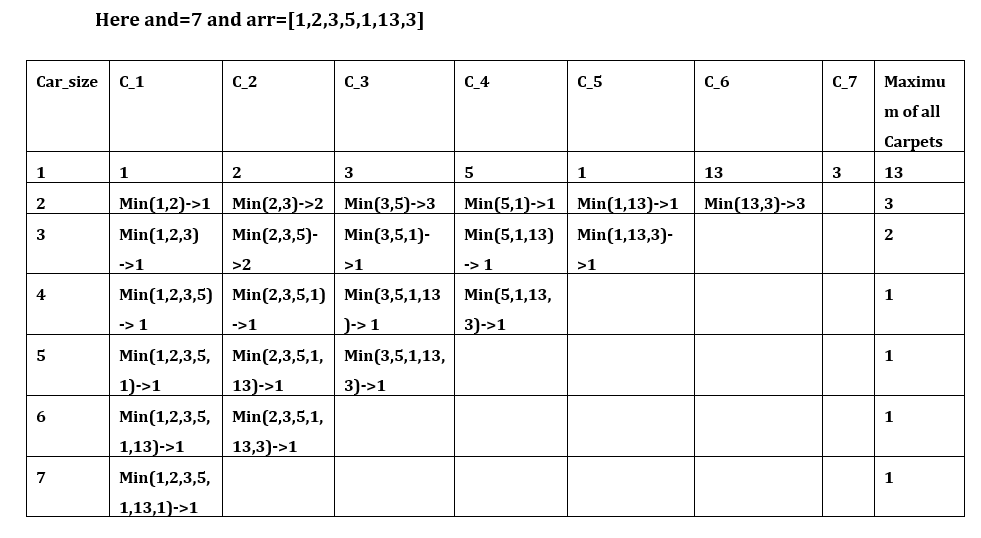 Here and=7 and arr=[1,2,3,5,1,13,3]
Car_size C_1 C_2 C_3 C_4 C_5 C_6 C_7 Maximu
m of all
Carpets
1 1 2 3 5 1 13 3 13
2 Min(1,2)->1 Min(2,3)->2 Min(3,5)->3 Min(5,1)->1 Min(1,13)->1 Min(13,3)->3 3
3 Min(1,2,3) Min(2,3,5)- Min(3,5,1)- Min(5,1,13) Min(1,13,3)- 2
->1 >2 >1 -> 1 >1
4 Min(1,2,3,5) Min(2,3,5,1) Min(3,5,1,13 Min(5,1,13, 1
-> 1 ->1 )-> 1 3)->1
5 Min(1,2,3,5, Min(2,3,5,1, Min(3,5,1,13, 1
1)->1 13)->1 3)->1
6 Min(1,2,3,5, Min(2,3,5,1, 1
1,13)->1 13,3)->1
7 Min(1,2,3,5, 1
1,13,1)->1